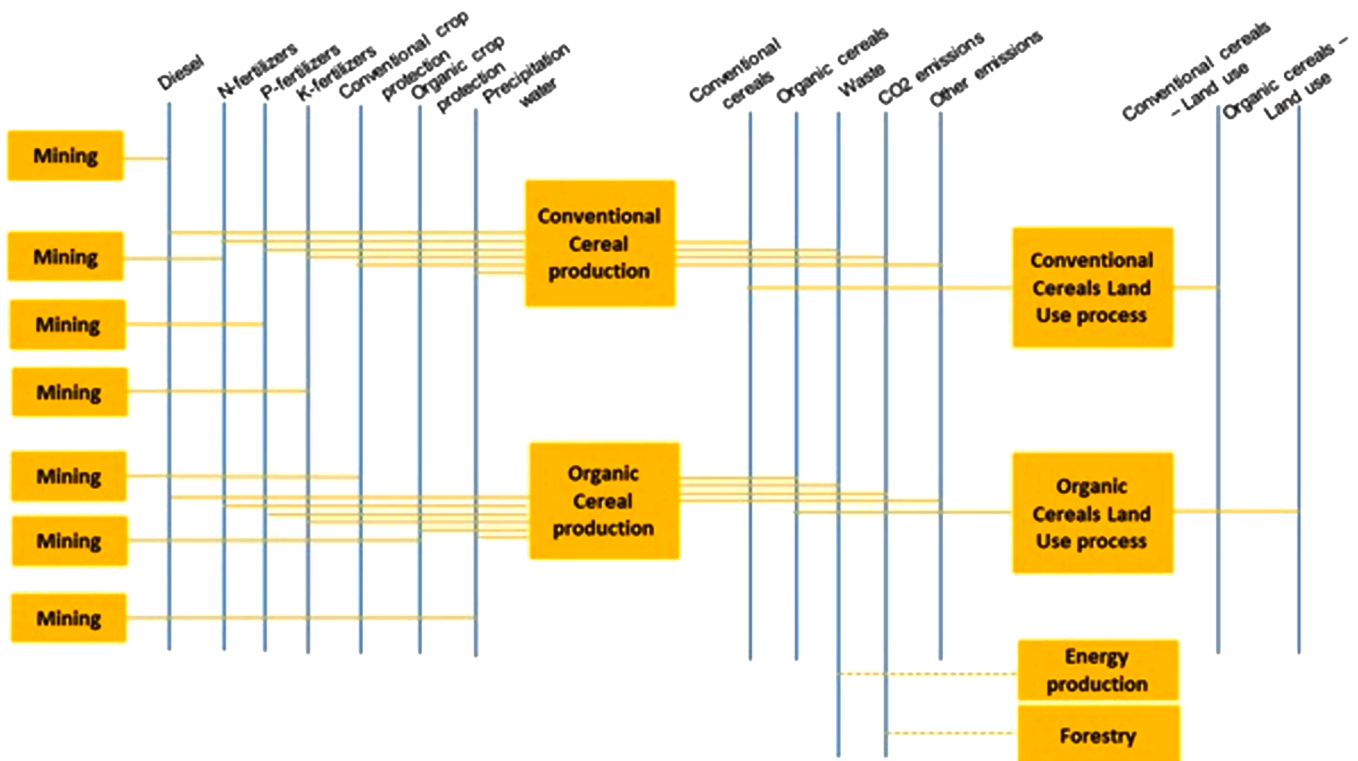 Diesel
N-fertilizers
P-fertilizers
K-fertilizers
Conventional crop
protection
Organic crop
protection
Precipitation
water
Conventional
cereals
Organic cereals
Waste
CO2 emissions
Other emissions
Conventional cereals
– Land use
Organic cereals –
Land use
Mining
Mining
Mining
Mining
Mining
Mining
Mining
Conventional
Cereal
production
Organic
Cereal
production
Conventional
Cereals Land
Use process
Organic
Cereals Land
Use process
Energy
production
Forestry